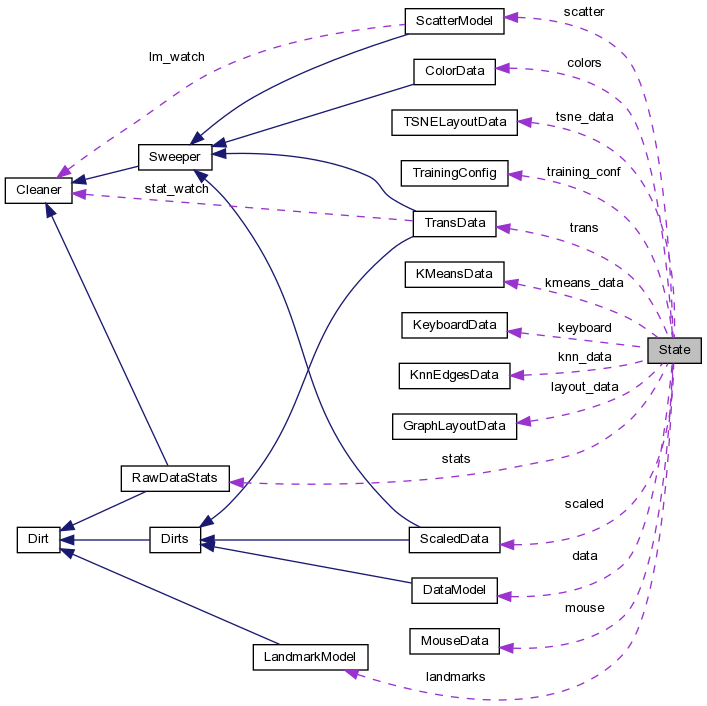 ScatterModel
scatter
lm_watch
colors
ColorData
tsne_data
TSNELayoutData
Sweeper
training_conf
TrainingConfig
Cleaner
stat_watch
TransData
trans
KMeansData
kmeans_data
KeyboardData
keyboard
State
knn_data
KnnEdgesData
layout_data
GraphLayoutData
stats
RawDataStats
scaled
Dirt
Dirts
ScaledData
data
DataModel
mouse
MouseData
LandmarkModel
landmarks